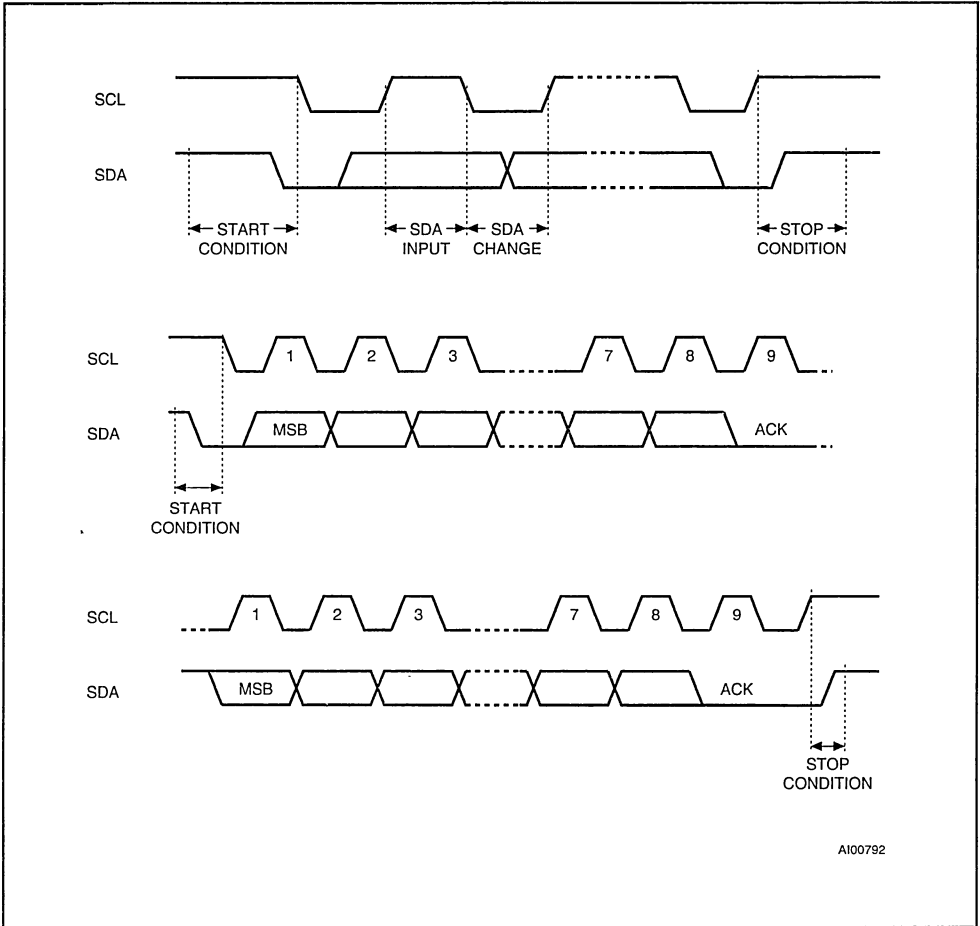 SCL
SDA
START CONDITION
SDA INPUT
SDA CHANGE
STOP CONDITION
SCL
1 2 3 7 8 9
SDA
MSB
ACK
START CONDITION
SCL
1 2 3 7 8 9
SDA
MSB
ACK
STOP CONDITION
AI00792